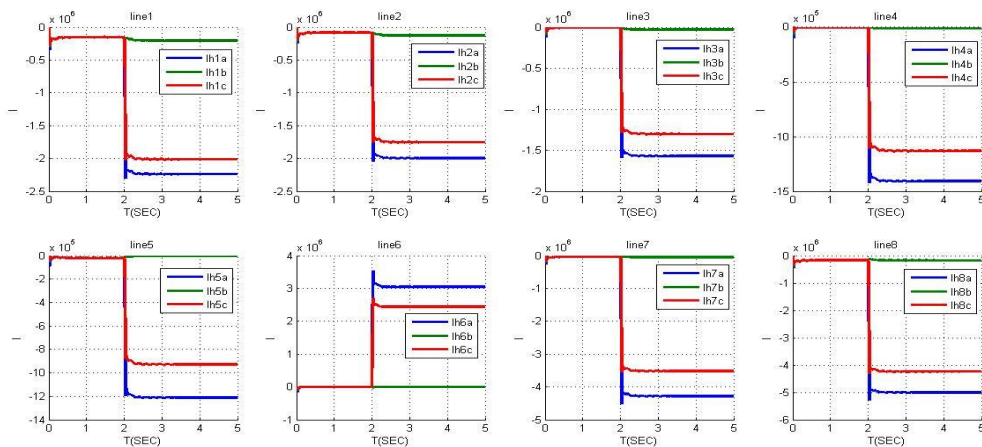 line1
x 10^6
0
-0.5
-1
-1.5
-2
-2.5
I
0 1 2 3 4 5
T(SEC)
Ih1a
Ih1b
Ih1c
line2
x 10^6
0
-0.5
-1
-1.5
-2
-2.5
I
0 1 2 3 4 5
T(SEC)
Ih2a
Ih2b
Ih2c
line3
x 10^6
0
-0.5
-1
-1.5
-2
I
0 1 2 3 4 5
T(SEC)
Ih3a
Ih3b
Ih3c
line4
x 10^5
0
-5
-10
-15
I
0 1 2 3 4 5
T(SEC)
Ih4a
Ih4b
Ih4c
line5
x 10^5
0
-2
-4
-6
-8
-10
-12
-14
I
0 1 2 3 4 5
T(SEC)
Ih5a
Ih5b
Ih5c
line6
x 10^6
4
3
2
1
0
-1
I
0 1 2 3 4 5
T(SEC)
Ih6a
Ih6b
Ih6c
line7
x 10^6
0
-1
-2
-3
-4
-5
I
0 1 2 3 4 5
T(SEC)
Ih7a
Ih7b
Ih7c
line8
x 10^6
0
-1
-2
-3
-4
-5
-6
I
0 1 2 3 4 5
T(SEC)
Ih8a
Ih8b
Ih8c